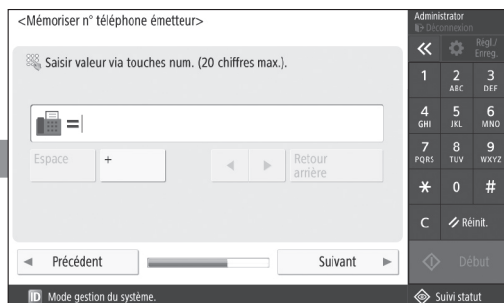 <Mémoriser n° téléphone émetteur>
Saisir valeur via touches num. (20 chiffres max.).
=
Espace
+
Retour
arrière
Précédent
Suivant
ID Mode gestion du système.
Administrator
Déconnexion
Régl./
Enreg.
1
2
ABC
3
DEF
4
GHI
5
JKL
6
MNO
7
PQRS
8
TUV
9
WXYZ
*
0
#
C
Réinit.
Début
Suivi statut